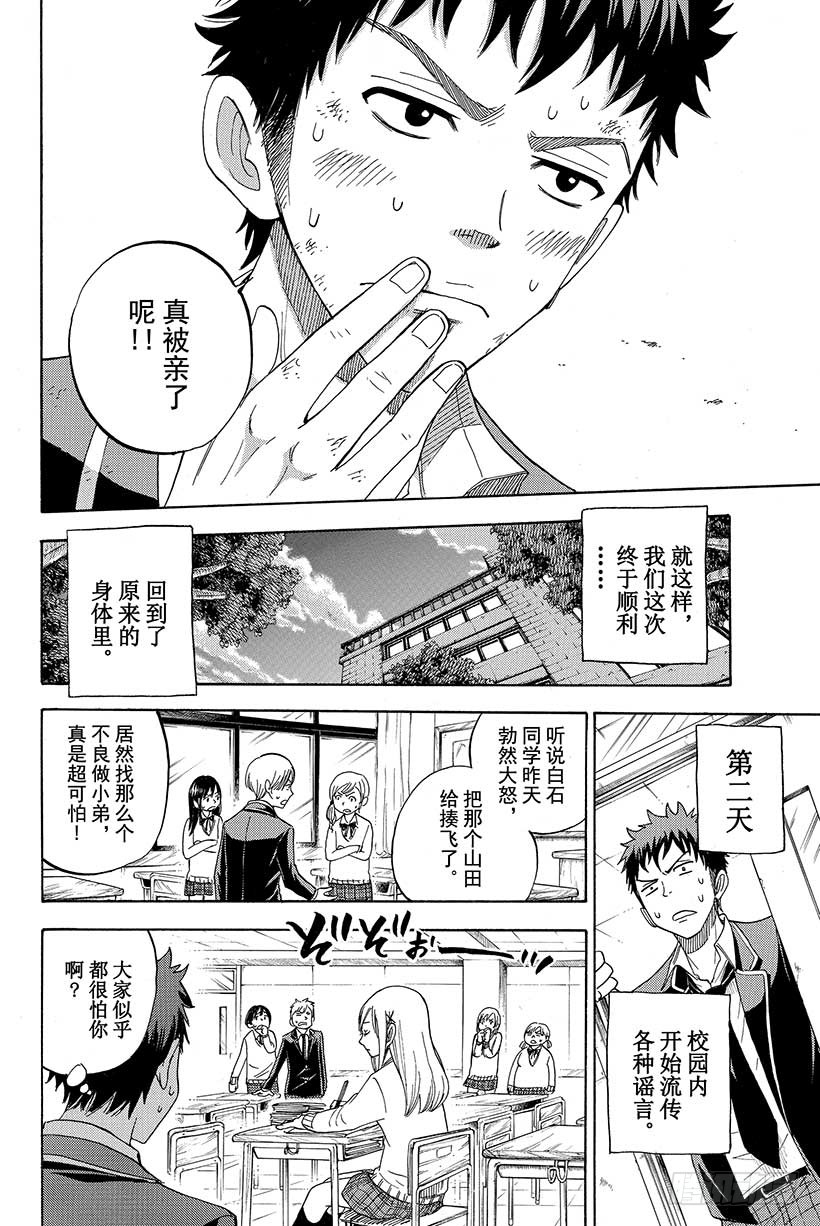 真被亲了
呢!!
就这样，
我们这次
终于顺利
……
回到了
原来的
身体里。
第二天
校园内
开始流传
各种谣言。
听说白石
同学昨天
勃然大怒，
把那个山田
给揍飞了。
居然找那么个
不良做小弟，
真是超可怕！
ぞぞぉー
大家似乎
都很怕你
啊？